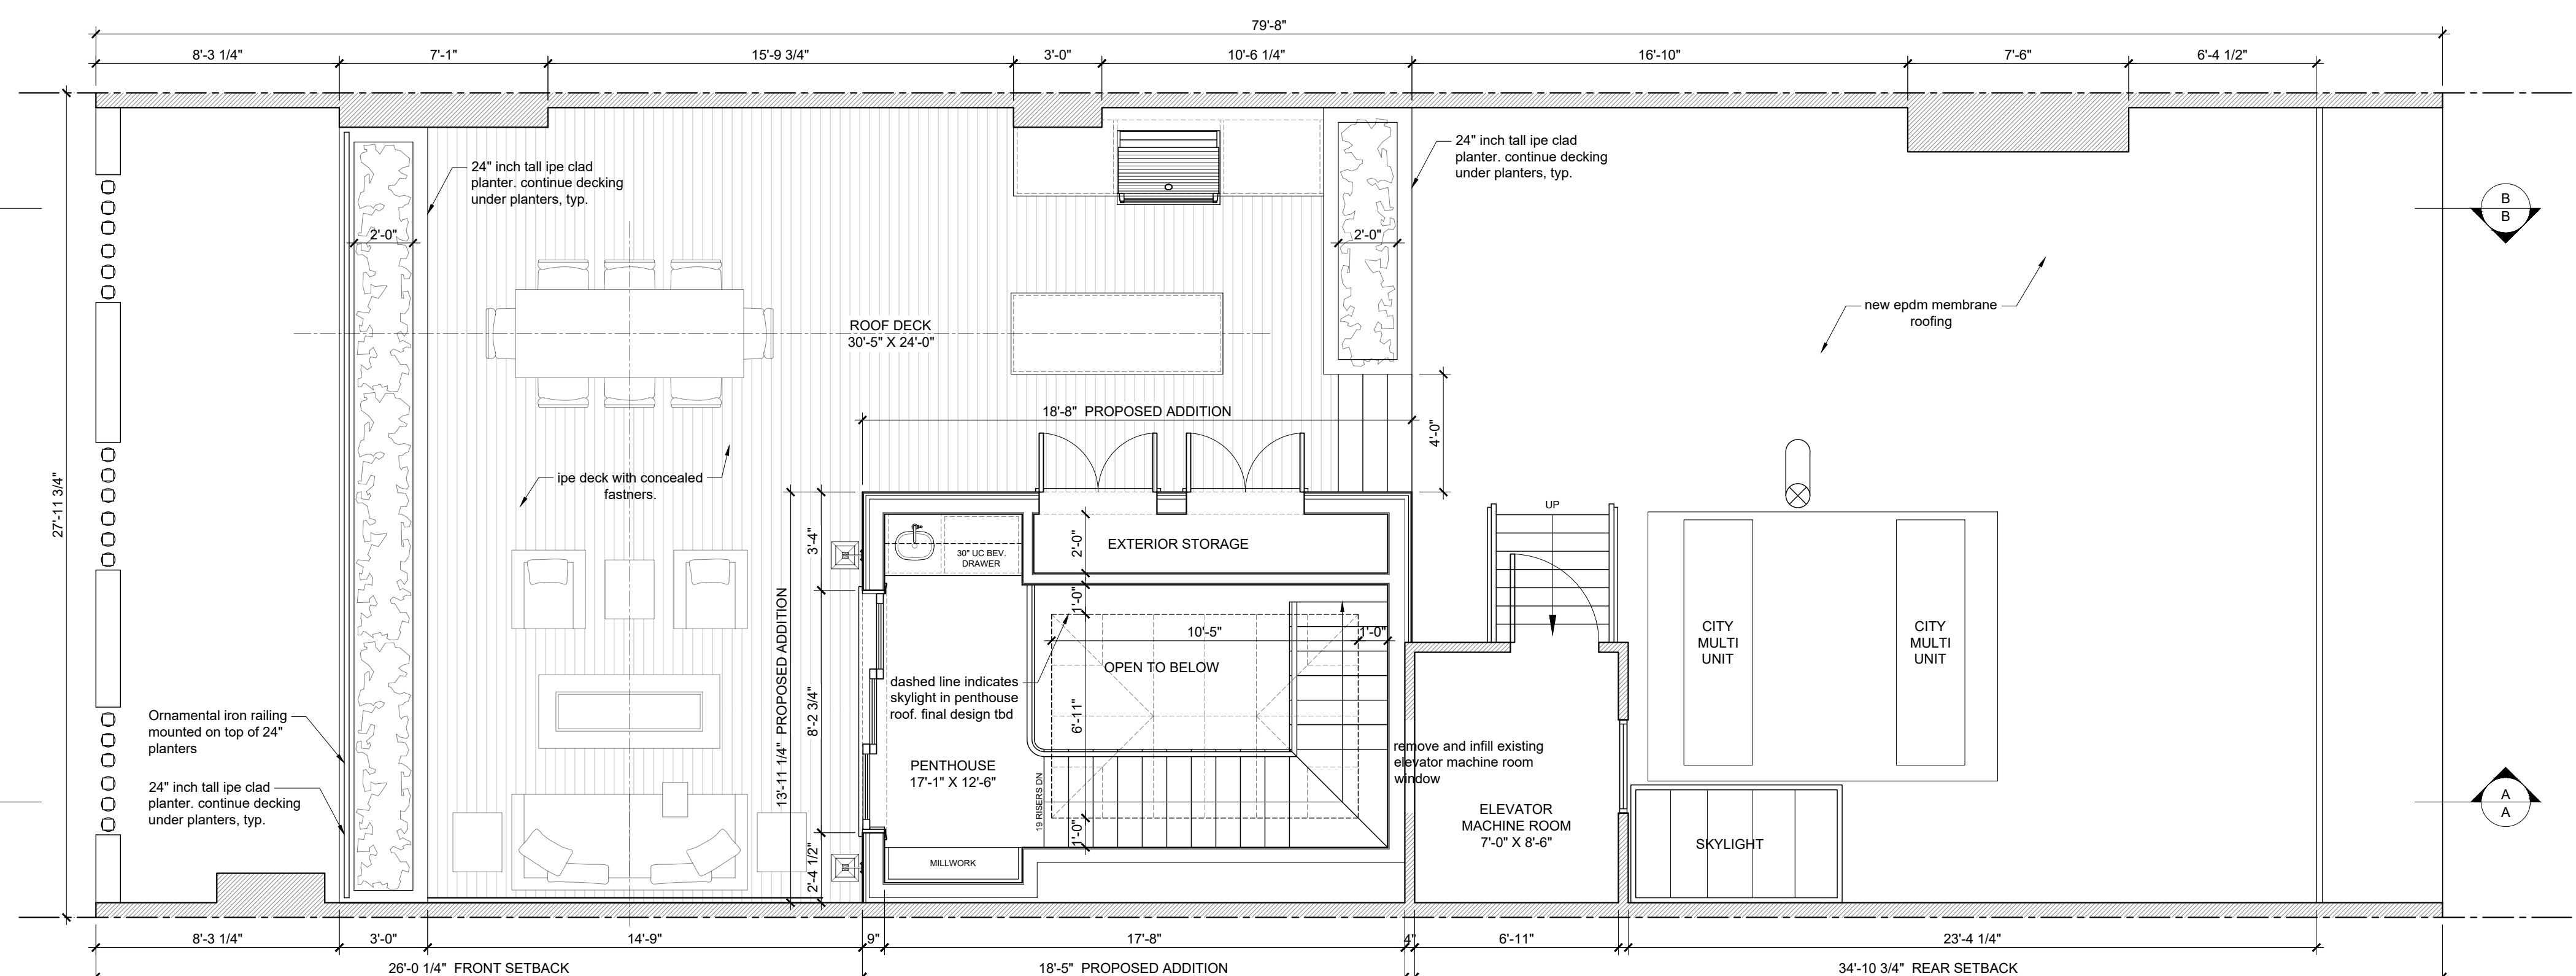 79'-8"
8'-3 1/4"
7'-1"
15'-9 3/4"
3'-0"
10'-6 1/4"
16'-10"
7'-6"
6'-4 1/2"
24" inch tall ipe clad
planter. continue decking
under planters, typ.
24" inch tall ipe clad
planter. continue decking
under planters, typ.
B
B
2'-0"
2'-0"
new epdm membrane
roofing
ROOF DECK
30'-5" X 24'-0"
18'-8" PROPOSED ADDITION
4'-0"
27'-11 3/4"
ipe deck with concealed
fastners.
UP
3'-4"
30" UC BEV.
DRAWER
2'-0"
EXTERIOR STORAGE
1'-0"
10'-5"
1'-0"
CITY
MULTI
UNIT
CITY
MULTI
UNIT
OPEN TO BELOW
dashed line indicates
skylight in penthouse
roof. final design tbd
13'-11 1/4" PROPOSED ADDITION
8'-2 3/4"
6'-11"
Ornamental iron railing
mounted on top of 24"
planters
remove and infill existing
elevator machine room
window
PENTHOUSE
17'-1" X 12'-6"
19 RISERS DN
24" inch tall ipe clad
planter. continue decking
under planters, typ.
A
A
ELEVATOR
MACHINE ROOM
7'-0" X 8'-6"
1'-0"
SKYLIGHT
2'-4 1/2"
MILLWORK
8'-3 1/4"
3'-0"
14'-9"
9"
17'-8"
4"
6'-11"
23'-4 1/4"
26'-0 1/4" FRONT SETBACK
18'-5" PROPOSED ADDITION
34'-10 3/4" REAR SETBACK